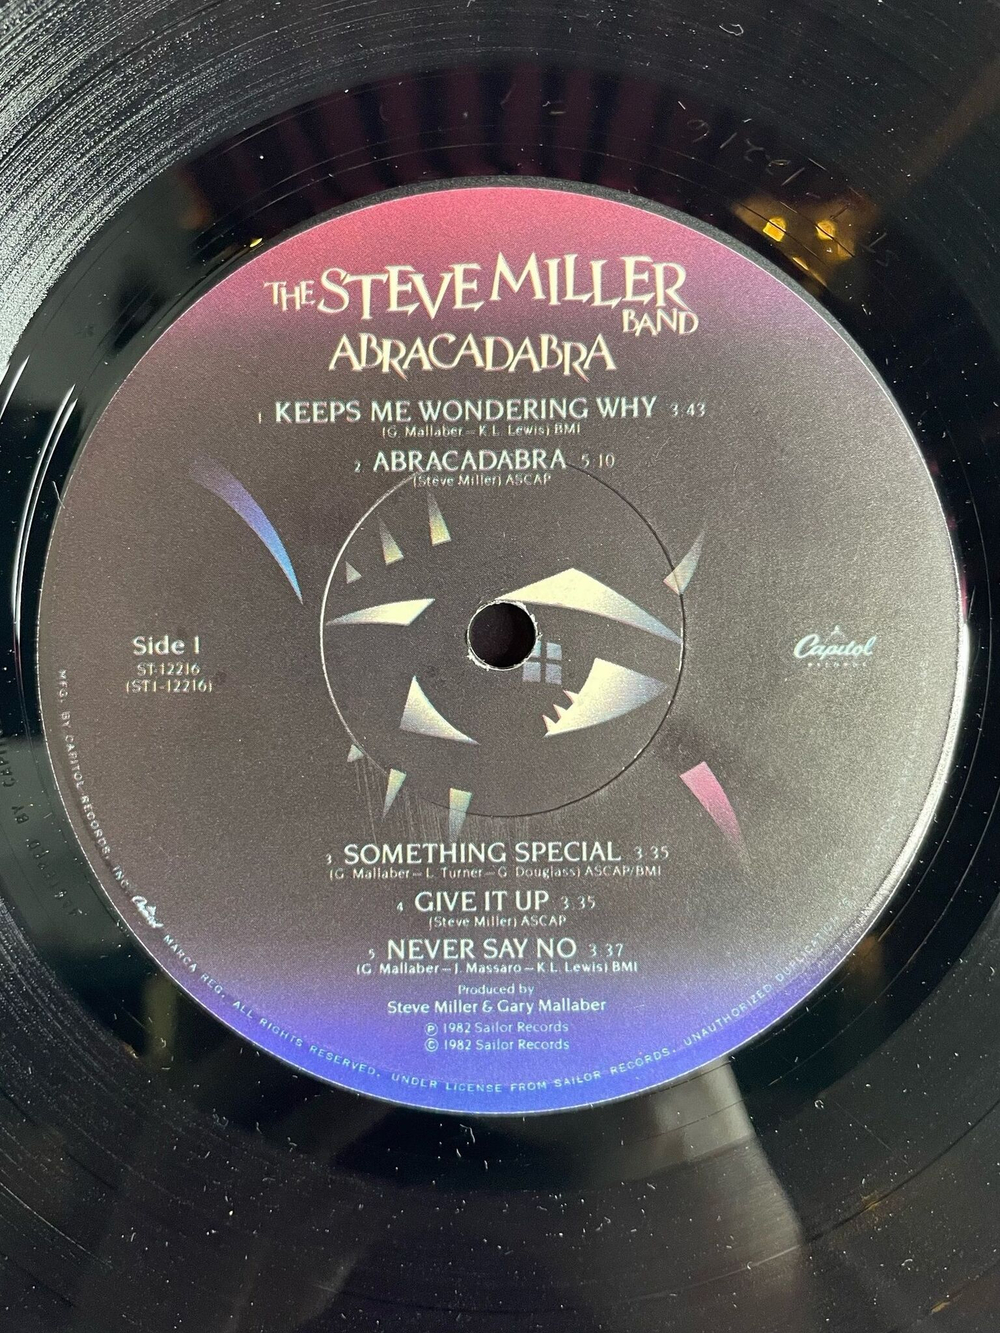 THE STEVE MILLER
BAND
ABRACADABRA
1 KEEPS ME WONDERING WHY 3:43
(G. Mallaber—K.L. Lewis) BMI
2 ABRACADABRA 5:10
(Steve Miller) ASCAP
Side 1
ST-12216
(ST1-12216)
Capitol
RECORDS
3 SOMETHING SPECIAL 3:35
(G. Mallaber—L. Turner—G. Douglass) ASCAP/BMI
4 GIVE IT UP 3:35
(Steve Miller) ASCAP
5 NEVER SAY NO 3:37
(G. Mallaber—J. Massaro—K.L. Lewis) BMI
Produced by
Steve Miller & Gary Mallaber
℗ 1982 Sailor Records
© 1982 Sailor Records
MFG. BY CAPITOL RECORDS, INC. Capitol MARCA REG. ALL RIGHTS RESERVED. UNDER LICENSE FROM SAILOR RECORDS. UNAUTHORIZED DUPLICATION